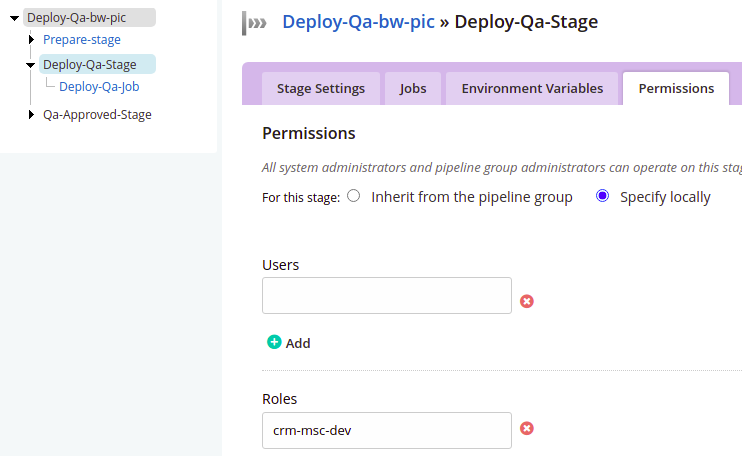 Deploy-Qa-bw-pic
Prepare-stage
Deploy-Qa-Stage
Deploy-Qa-Job
Qa-Approved-Stage
Deploy-Qa-bw-pic » Deploy-Qa-Stage
Stage Settings Jobs Environment Variables Permissions
Permissions
All system administrators and pipeline group administrators can operate on this stag
For this stage: Inherit from the pipeline group Specify locally
Users
Add
Roles
crm-msc-dev